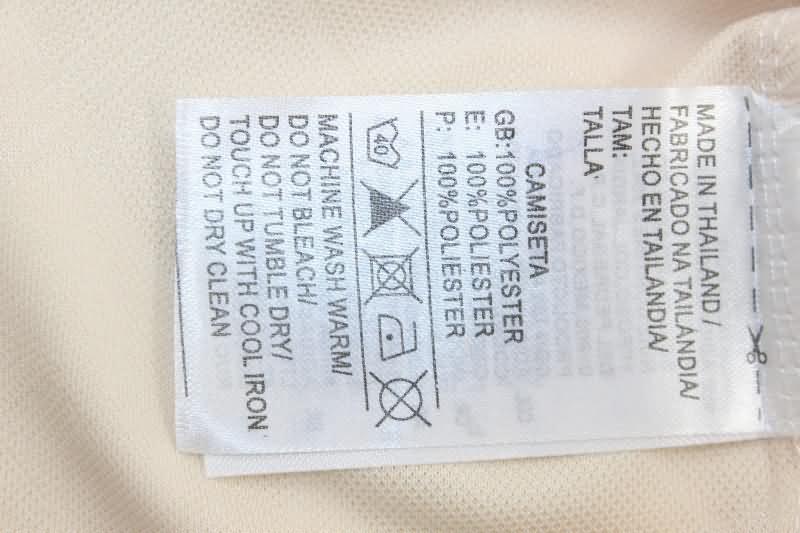 MADE IN THAILAND /
FABRICADO NA TAILANDIA/
HECHO EN TAILANDIA/
TAM:
TALLA
CAMISETA
GB:100%POLYESTER
E: 100%POLIESTER
P: 100%POLIÉSTER
40
MACHINE WASH WARM/
DO NOT BLEACH/
DO NOT TUMBLE DRY/
TOUCH UP WITH COOL IRON
DO NOT DRY CLEAN